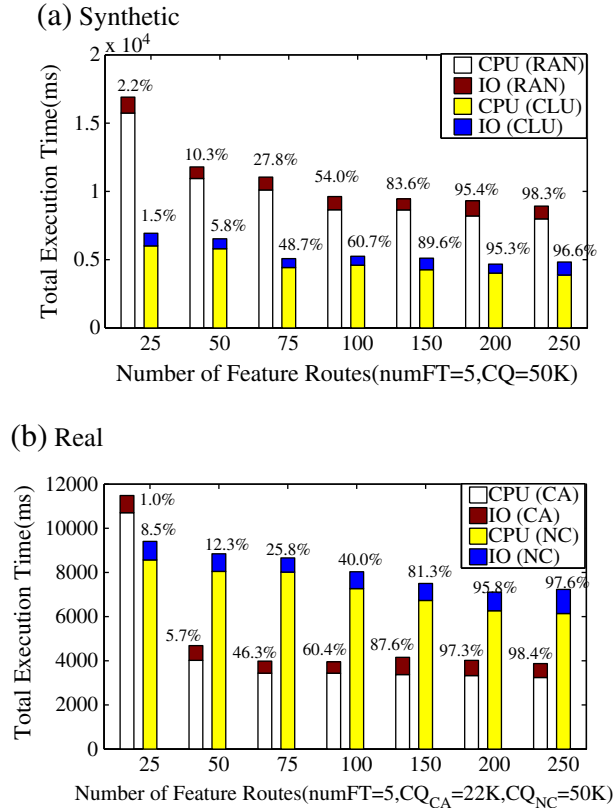 (a) Synthetic
x 10^4
2
1.5
1
0.5
0
Total Execution Time(ms)
CPU (RAN)
IO (RAN)
CPU (CLU)
IO (CLU)
2.2%
10.3%
27.8%
54.0%
83.6%
95.4%
98.3%
1.5%
5.8%
48.7%
60.7%
89.6%
95.3%
96.6%
25 50 75 100 150 200 250
Number of Feature Routes(numFT=5,CQ=50K)
(b) Real
12000
10000
8000
6000
4000
2000
0
Total Execution Time(ms)
CPU (CA)
IO (CA)
CPU (NC)
IO (NC)
1.0%
8.5%
12.3%
25.8%
40.0%
81.3%
95.8%
97.6%
5.7%
46.3%
60.4%
87.6%
97.3%
98.4%
25 50 75 100 150 200 250
Number of Feature Routes(numFT=5,CQ_CA=22K,CQ_NC=50K)